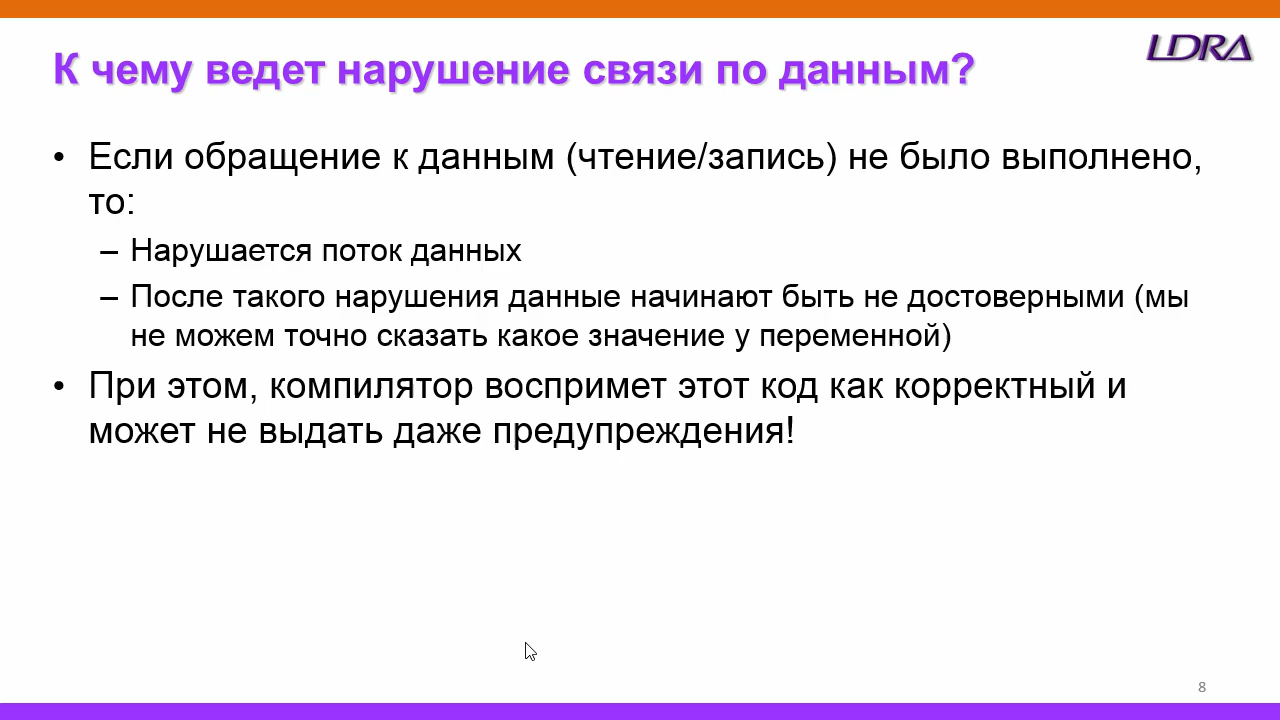 LDRA
К чему ведет нарушение связи по данным?
• Если обращение к данным (чтение/запись) не было выполнено,
то:
– Нарушается поток данных
– После такого нарушения данные начинают быть не достоверными (мы
не можем точно сказать какое значение у переменной)
• При этом, компилятор воспримет этот код как корректный и
может не выдать даже предупреждения!
8